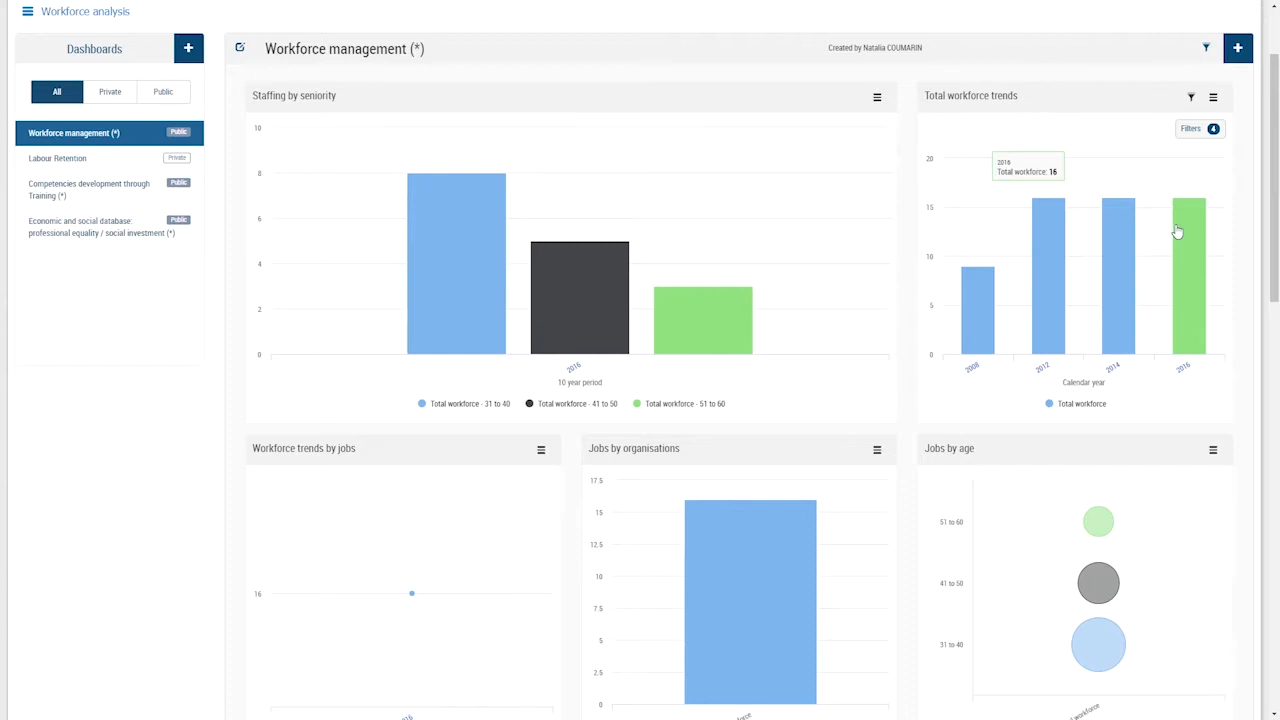 Workforce analysis
Dashboards
All
Private
Public
Workforce management (*)
Public
Labour Retention
Private
Competencies development through
Training (*)
Public
Economic and social database:
professional equality / social investment (*)
Public
Workforce management (*)
Created by Natalia COUMARIN
Staffing by seniority
10
8
6
4
2
0
2016
10 year period
Total workforce - 31 to 40
Total workforce - 41 to 50
Total workforce - 51 to 60
Total workforce trends
Filters 4
2016
Total workforce: 16
20
15
10
5
0
2008
2012
2014
2016
Calendar year
Total workforce
Workforce trends by jobs
16
Jobs by organisations
17.5
15
12.5
10
7.5
5
2.5
0
Jobs by age
51 to 60
41 to 50
31 to 40